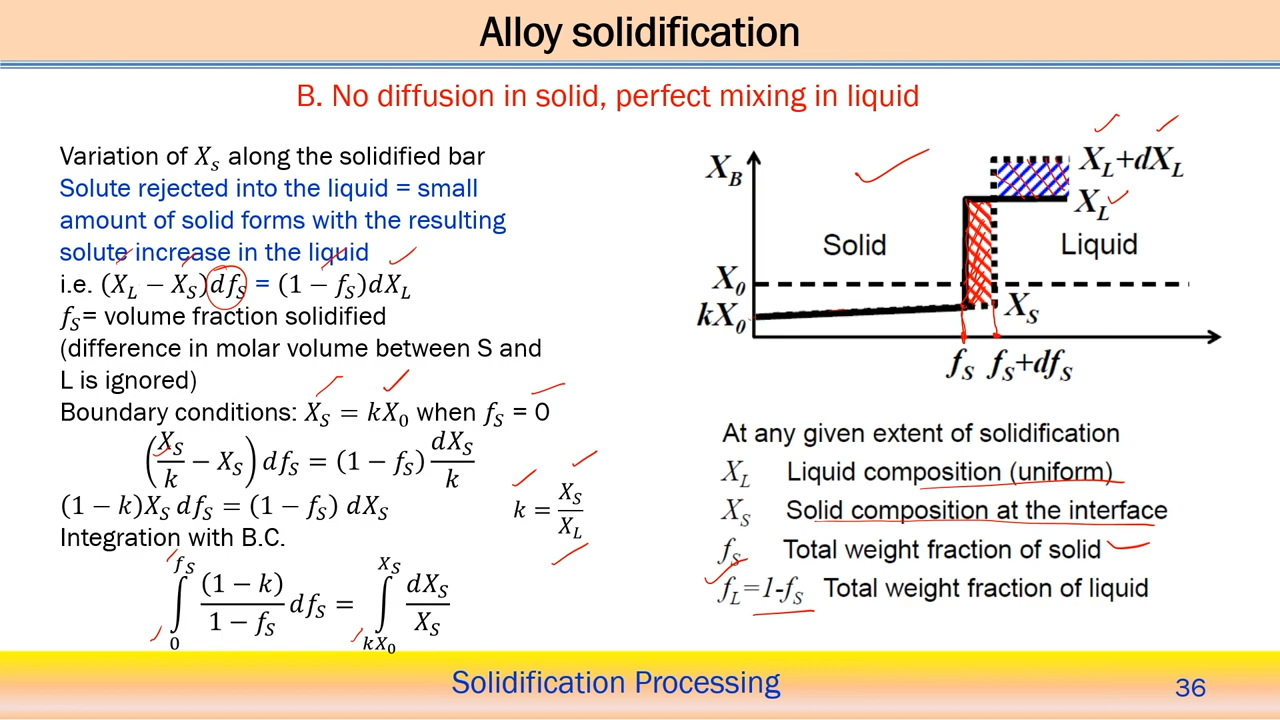 Alloy solidification
B. No diffusion in solid, perfect mixing in liquid
Variation of X_S along the solidified bar
Solute rejected into the liquid = small
amount of solid forms with the resulting
solute increase in the liquid
i.e. (X_L − X_S)df_S = (1 − f_S)dX_L
f_S= volume fraction solidified
(difference in molar volume between S and
L is ignored)
Boundary conditions: X_S = kX_0 when f_S = 0
(X_S/k − X_S) df_S = (1 − f_S) dX_S/k
(1 − k)X_S df_S = (1 − f_S) dX_S
k = X_S/X_L
Integration with B.C.
∫_0^{f_S} (1 − k)/(1 − f_S) df_S = ∫_{kX_0}^{X_S} dX_S/X_S
X_B
X_L+dX_L
X_L
Solid
Liquid
X_0
kX_0
X_S
f_S
f_S+df_S
At any given extent of solidification
X_L Liquid composition (uniform)
X_S Solid composition at the interface
f_S Total weight fraction of solid
f_L=1-f_S Total weight fraction of liquid
Solidification Processing
36